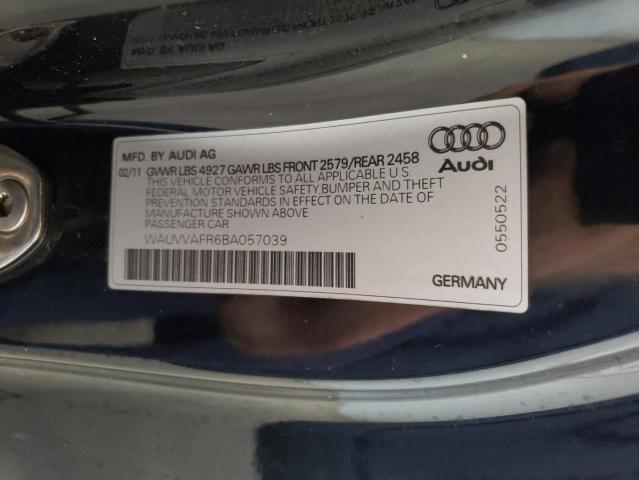 MFD. BY AUDI AG
02/11 GVWR LBS 4927 GAWR LBS FRONT 2579/REAR 2458
THIS VEHICLE CONFORMS TO ALL APPLICABLE U.S.
FEDERAL MOTOR VEHICLE SAFETY, BUMPER AND THEFT
PREVENTION STANDARDS IN EFFECT ON THE DATE OF
MANUFACTURE SHOWN ABOVE
PASSENGER CAR
WAUVVAFR6BA057039
Audi
0550522
GERMANY